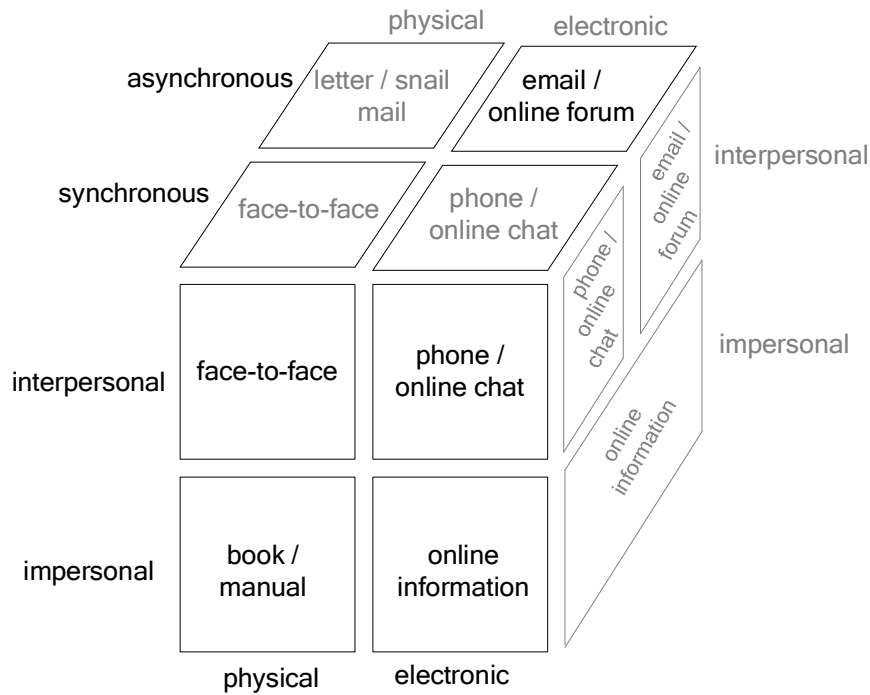 physical
electronic
asynchronous
letter / snail
mail
email /
online forum
interpersonal
email /
online
forum
synchronous
face-to-face
phone /
online chat
phone /
online
chat
impersonal
interpersonal
face-to-face
phone /
online chat
online
information
impersonal
book /
manual
online
information
physical
electronic